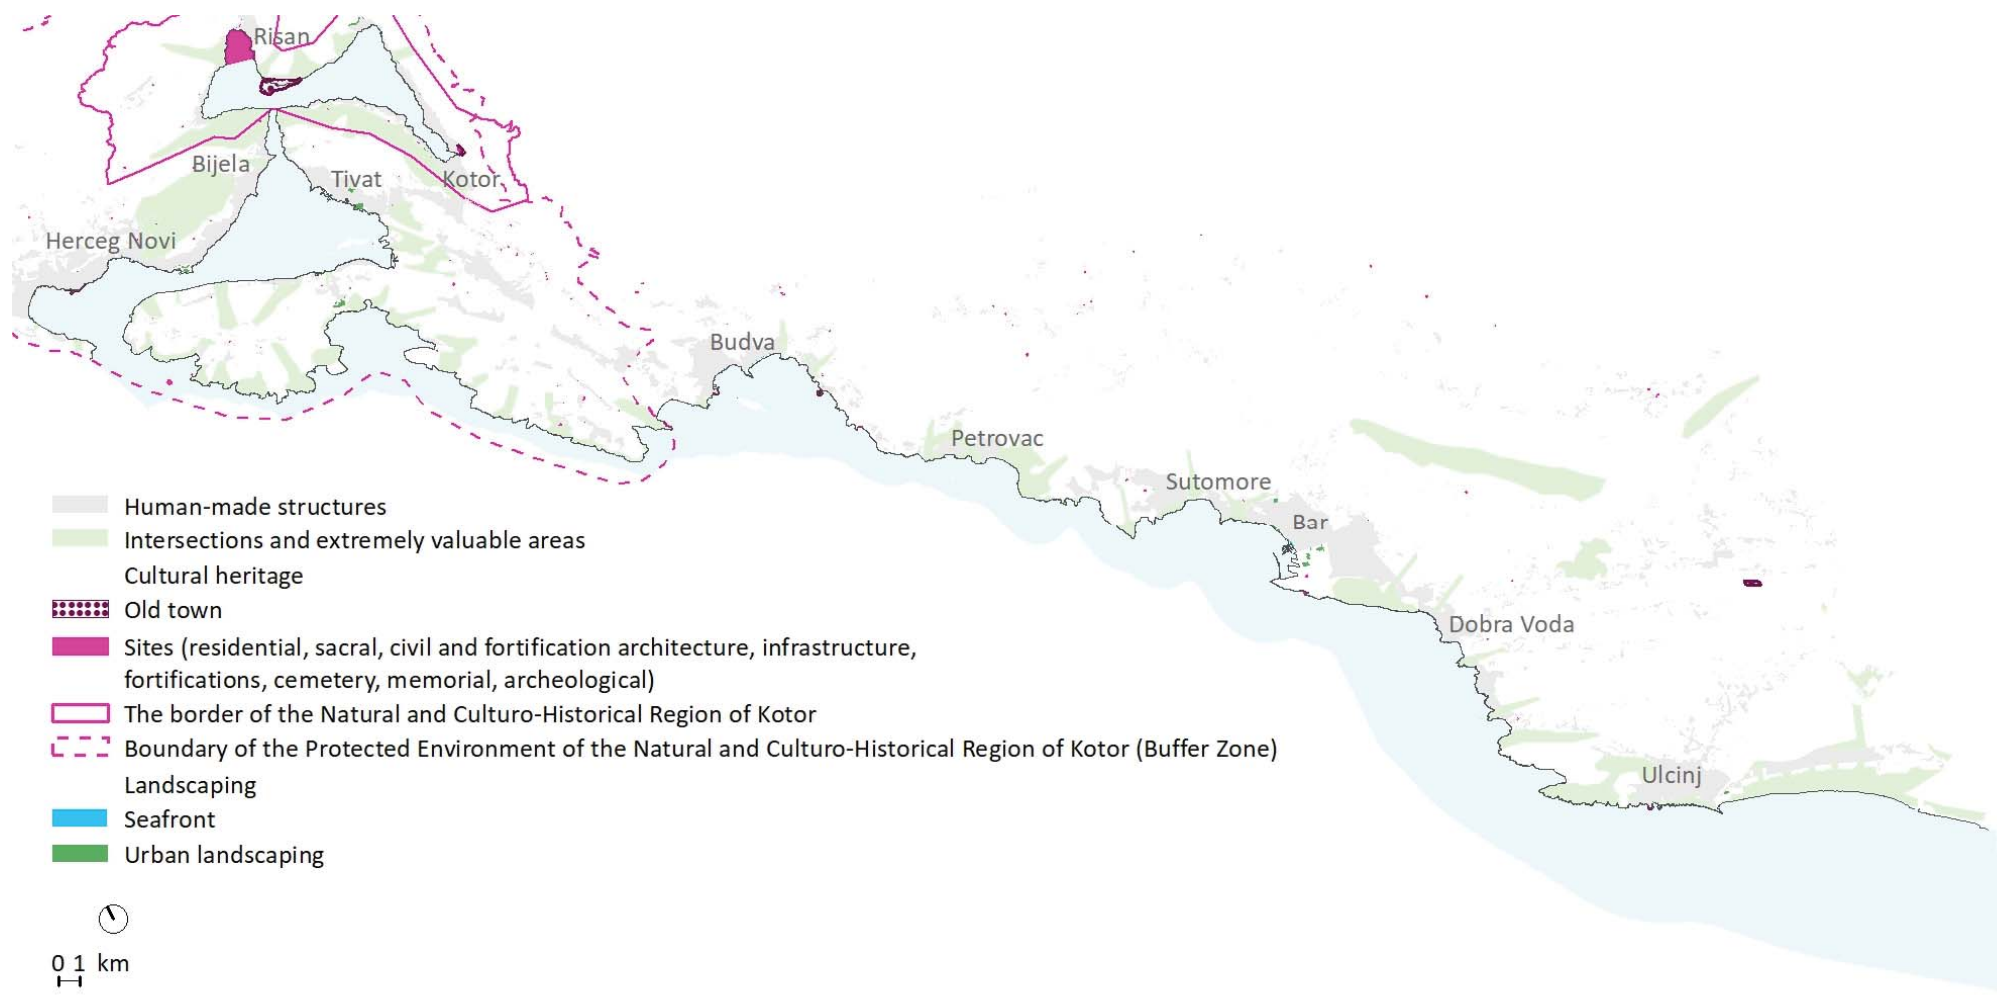 Risan
Bijela
Tivat
Kotor
Herceg Novi
Budva
Petrovac
Sutomore
Bar
Dobra Voda
Ulcinj
Human-made structures
Intersections and extremely valuable areas
Cultural heritage
Old town
Sites (residential, sacral, civil and fortification architecture, infrastructure,
fortifications, cemetery, memorial, archeological)
The border of the Natural and Culturo-Historical Region of Kotor
Boundary of the Protected Environment of the Natural and Culturo-Historical Region of Kotor (Buffer Zone)
Landscaping
Seafront
Urban landscaping
0 1 km